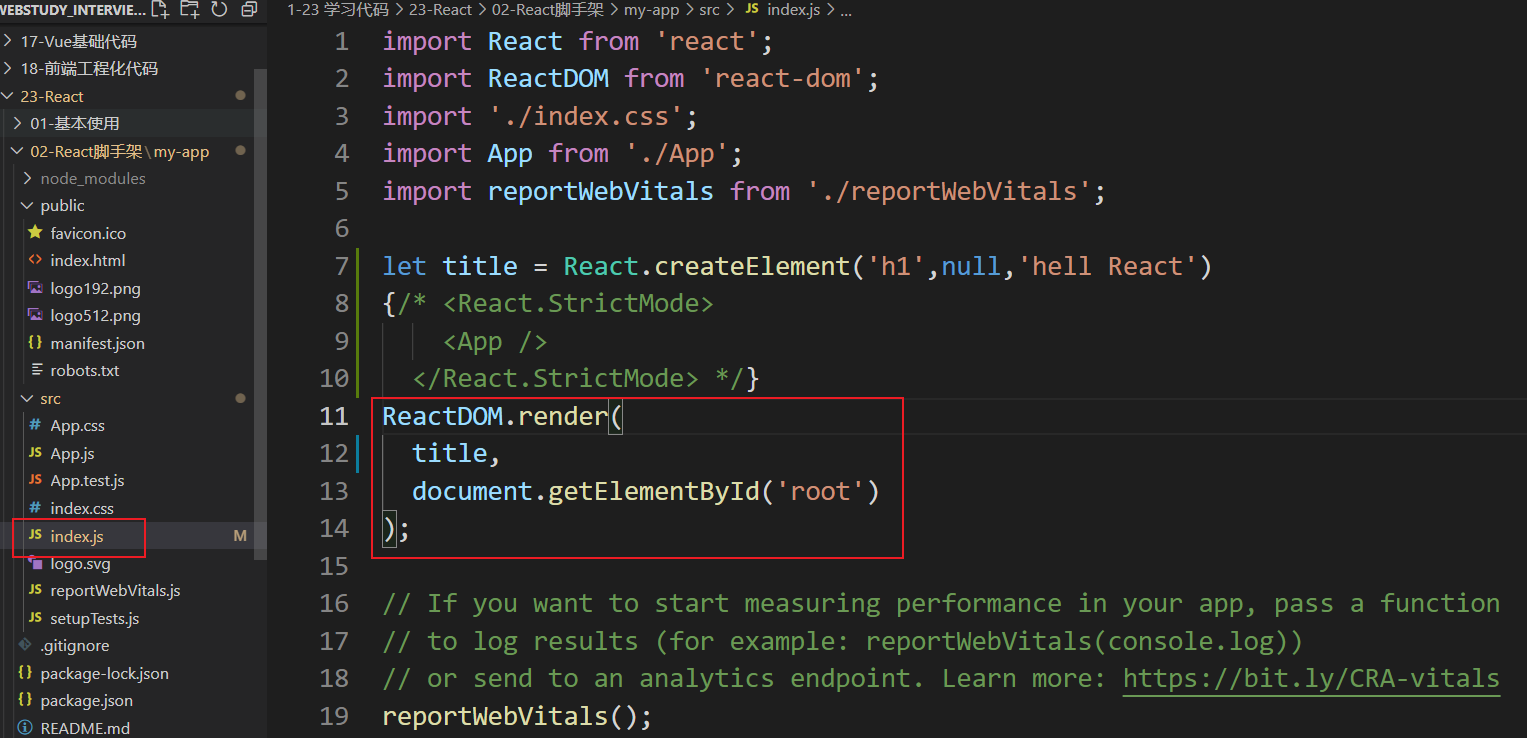 WEBSTUDY_INTERVIE...
17-Vue基础代码
18-前端工程化代码
23-React
01-基本使用
02-React脚手架\my-app
node_modules
public
favicon.ico
index.html
logo192.png
logo512.png
manifest.json
robots.txt
src
App.css
App.js
App.test.js
index.css
index.js M
logo.svg
reportWebVitals.js
setupTests.js
.gitignore
package-lock.json
package.json
README.md
1-23 学习代码 > 23-React > 02-React脚手架 > my-app > src > JS index.js > ...
1 import React from 'react';
2 import ReactDOM from 'react-dom';
3 import './index.css';
4 import App from './App';
5 import reportWebVitals from './reportWebVitals';
6
7 let title = React.createElement('h1',null,'hell React')
8 {/* <React.StrictMode>
9 <App />
10 </React.StrictMode> */}
11 ReactDOM.render(
12 title,
13 document.getElementById('root')
14 );
15
16 // If you want to start measuring performance in your app, pass a function
17 // to log results (for example: reportWebVitals(console.log))
18 // or send to an analytics endpoint. Learn more: https://bit.ly/CRA-vitals
19 reportWebVitals();